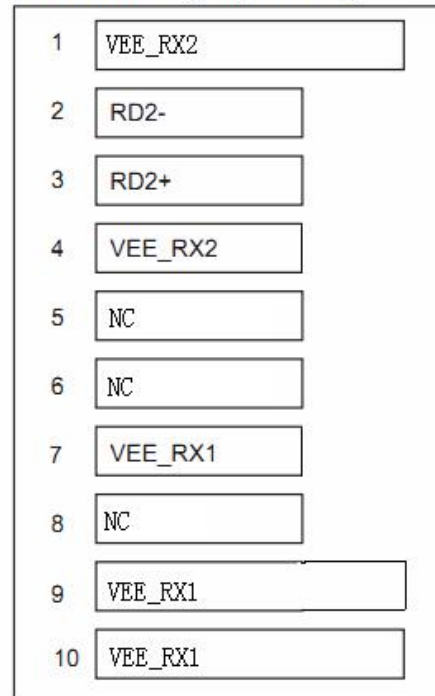 1 VEE_RX2
2 RD2-
3 RD2+
4 VEE_RX2
5 NC
6 NC
7 VEE_RX1
8 NC
9 VEE_RX1
10 VEE_RX1